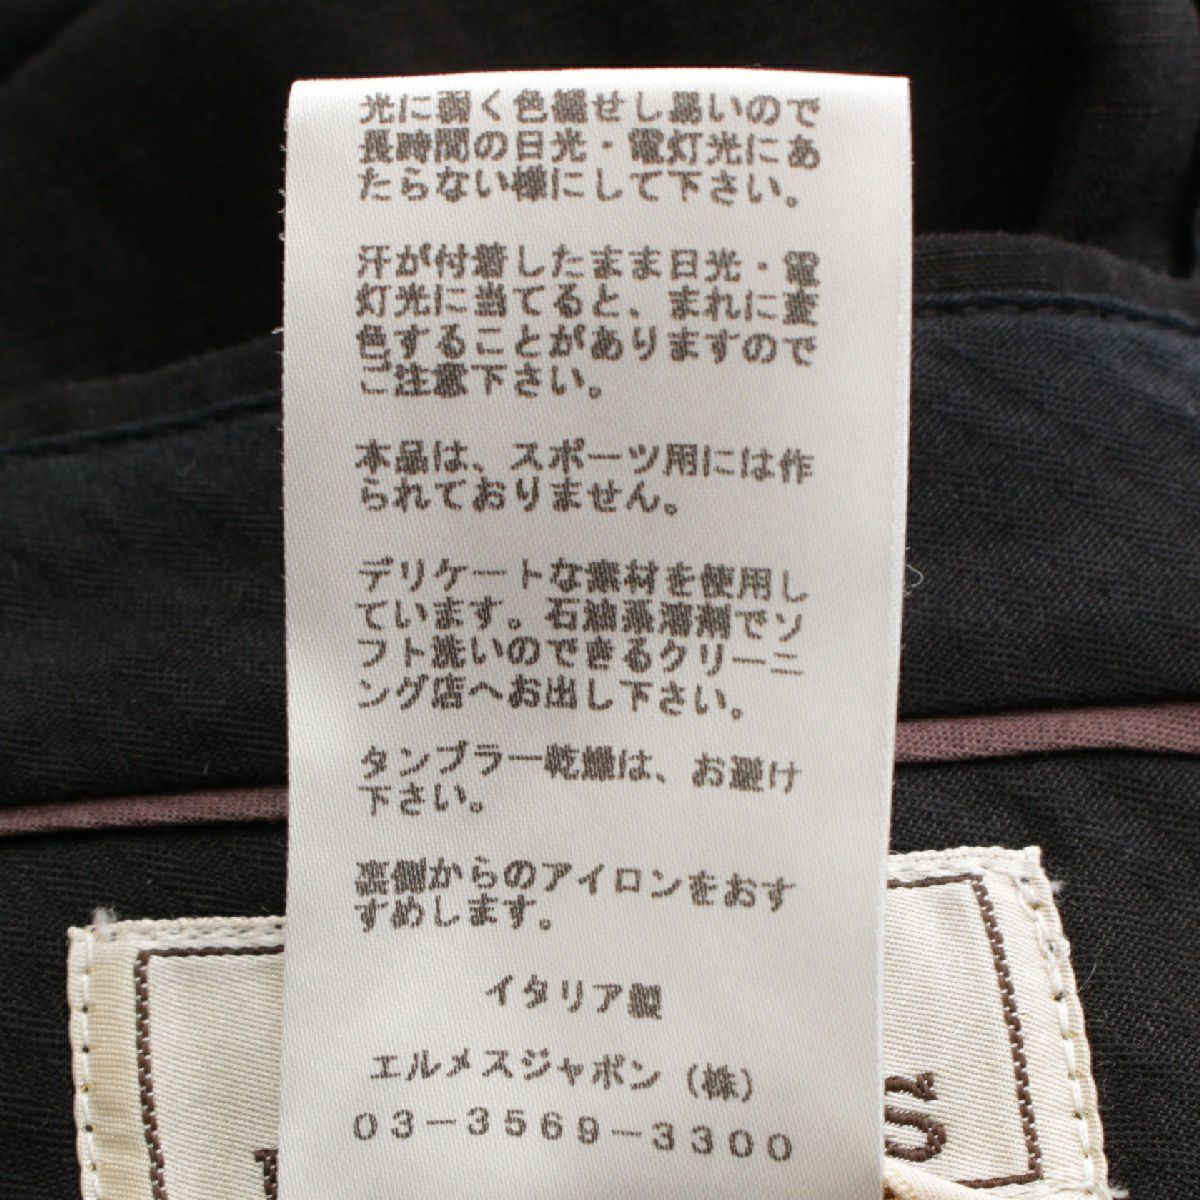 光に弱く色褪せし易いので
長時間の日光・電灯光にあ
たらない様にして下さい。
汗が付着したまま日光・電
灯光に当てると、まれに変
色することがありますので
ご注意下さい。
本品は、スポーツ用には作
られておりません。
デリケートな素材を使用し
ています。石油系溶剤でソ
フト洗いのできるクリーニ
ング店へお出し下さい。
タンブラー乾燥は、お避け
下さい。
裏側からのアイロンをおす
すめします。
イタリア製
エルメスジャポン（株）
03-3569-3300
S